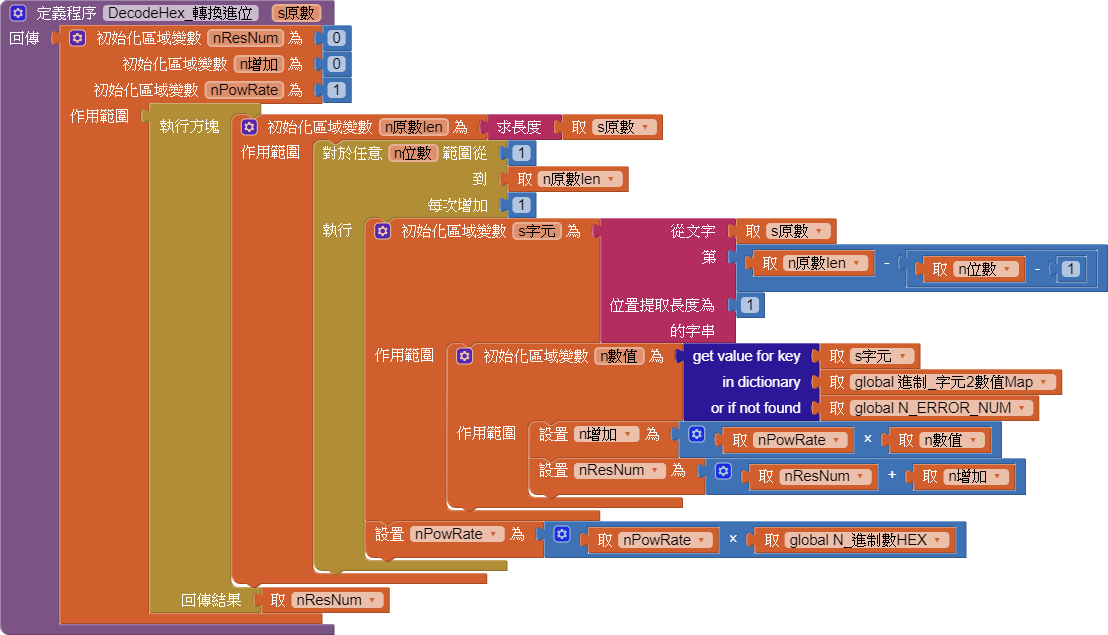 定義程序 DecodeHex_轉換進位 s原數
回傳 初始化區域變數 nResNum 為 0
初始化區域變數 n增加 為 0
初始化區域變數 nPowRate 為 1
作用範圍 執行方塊 初始化區域變數 n原數len 為 求長度 取 s原數
作用範圍 對於任意 n位數 範圍從 1
到 取 n原數len
每次增加 1
執行 初始化區域變數 s字元 為 從文字 取 s原數
第 取 n原數len - 取 n位數 - 1
位置提取長度為 1
的字串
作用範圍 初始化區域變數 n數值 為 get value for key 取 s字元
in dictionary 取 global 進制_字元2數值Map
or if not found 取 global N_ERROR_NUM
作用範圍 設置 n增加 為 取 nPowRate × 取 n數值
設置 nResNum 為 取 nResNum + 取 n增加
設置 nPowRate 為 取 nPowRate × 取 global N_進制數HEX
回傳結果 取 nResNum